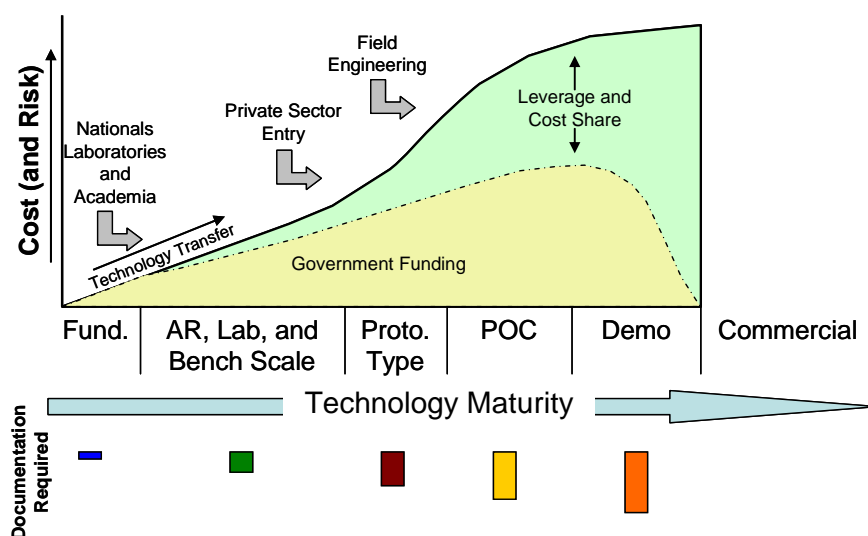 Cost (and Risk)
Nationals
Laboratories
and
Academia
Private Sector
Entry
Field
Engineering
Technology Transfer
Leverage and
Cost Share
Government Funding
Fund.
AR, Lab, and
Bench Scale
Proto.
Type
POC
Demo
Commercial
Technology Maturity
Documentation
Required